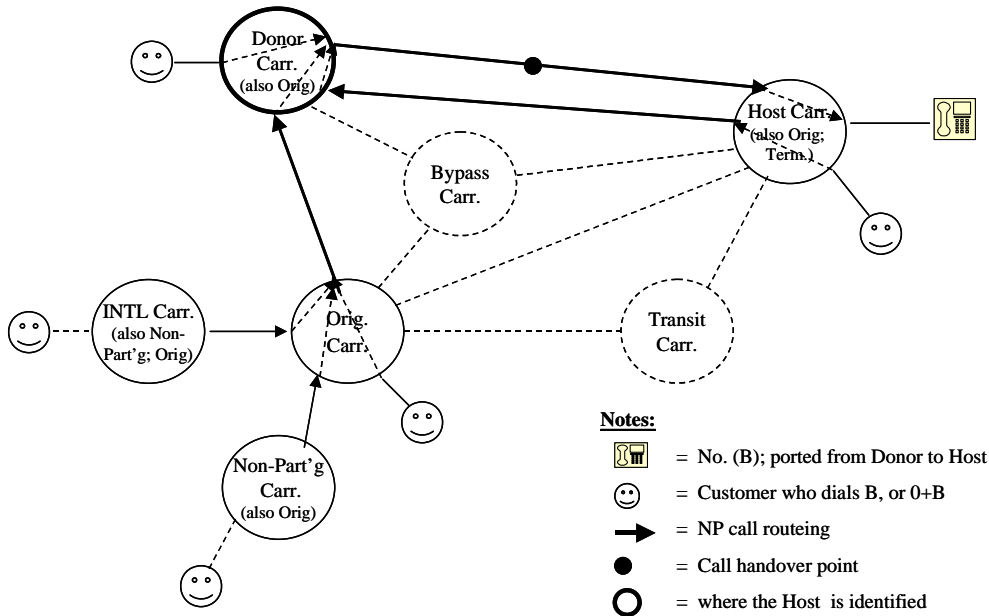 Donor
Carr.
(also Orig)
Host Carr.
(also Orig;
Term.)
Bypass
Carr.
INTL Carr.
(also Non-
Part'g; Orig)
Orig.
Carr.
Transit
Carr.
Non-Part'g
Carr.
(also Orig)
Notes:
= No. (B); ported from Donor to Host
= Customer who dials B, or 0+B
= NP call routeing
= Call handover point
= where the Host is identified